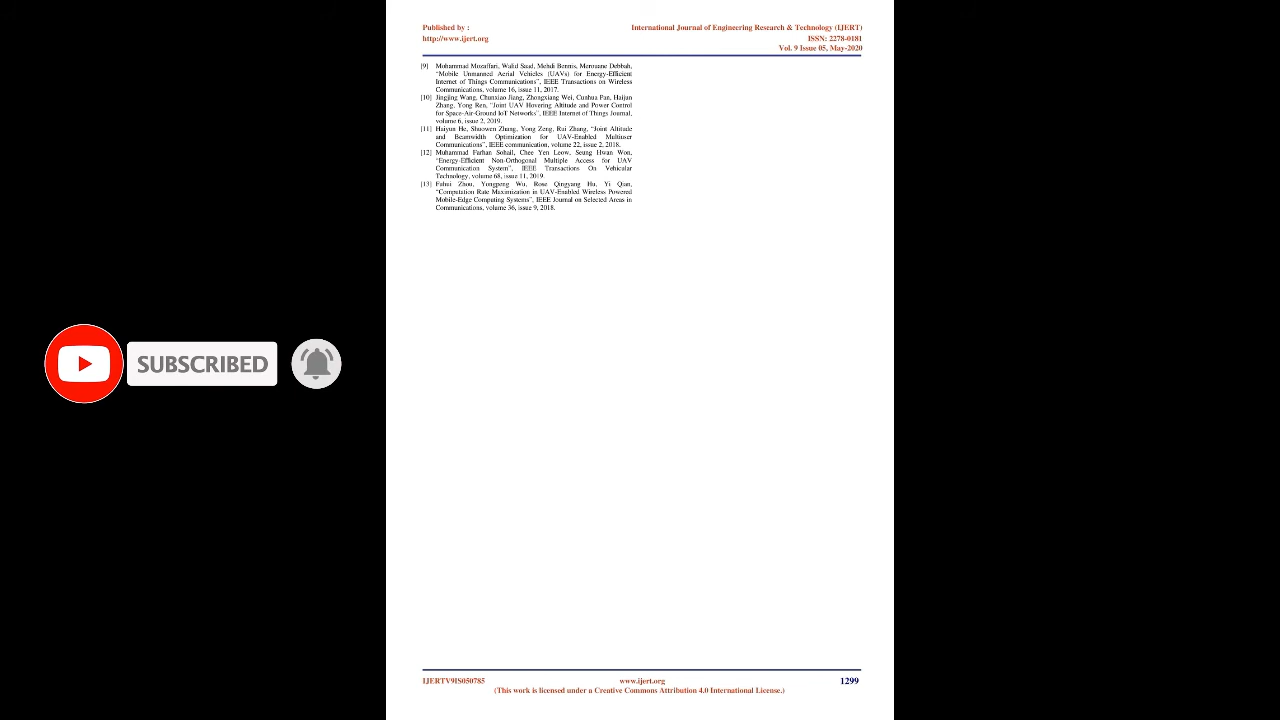 Published by :
http://www.ijert.org
International Journal of Engineering Research & Technology (IJERT)
ISSN: 2278-0181
Vol. 9 Issue 05, May-2020
[9] Mohammad Mozaffari, Walid Saad, Mehdi Bennis, Merouane Debbah,
“Mobile Unmanned Aerial Vehicles (UAVs) for Energy-Efficient
Internet of Things Communications”, IEEE Transactions on Wireless
Communications, volume 16, issue 11, 2017.
[10] Jingjing Wang, Chunxiao Jiang, Zhongxiang Wei, Cunhua Pan, Haijun
Zhang, Yong Ren, “Joint UAV Hovering Altitude and Power Control
for Space-Air-Ground IoT Networks”, IEEE Internet of Things Journal,
volume 6, issue 2, 2019.
[11] Haiyun He, Shuowen Zhang, Yong Zeng, Rui Zhang, “Joint Altitude
and Beamwidth Optimization for UAV-Enabled Multiuser
Communications”, IEEE communication, volume 22, issue 2, 2018.
[12] Muhammad Farhan Sohail, Chee Yen Leow, Seung Hwan Won,
“Energy-Efficient Non-Orthogonal Multiple Access for UAV
Communication System”, IEEE Transactions On Vehicular
Technology, volume 68, issue 11, 2019.
[13] Fuhui Zhou, Yongpeng Wu, Rose Qingyang Hu, Yi Qian,
“Computation Rate Maximization in UAV-Enabled Wireless Powered
Mobile-Edge Computing Systems”, IEEE Journal on Selected Areas in
Communications, volume 36, issue 9, 2018.
SUBSCRIBED
IJERTV9IS050785
www.ijert.org
1299
(This work is licensed under a Creative Commons Attribution 4.0 International License.)